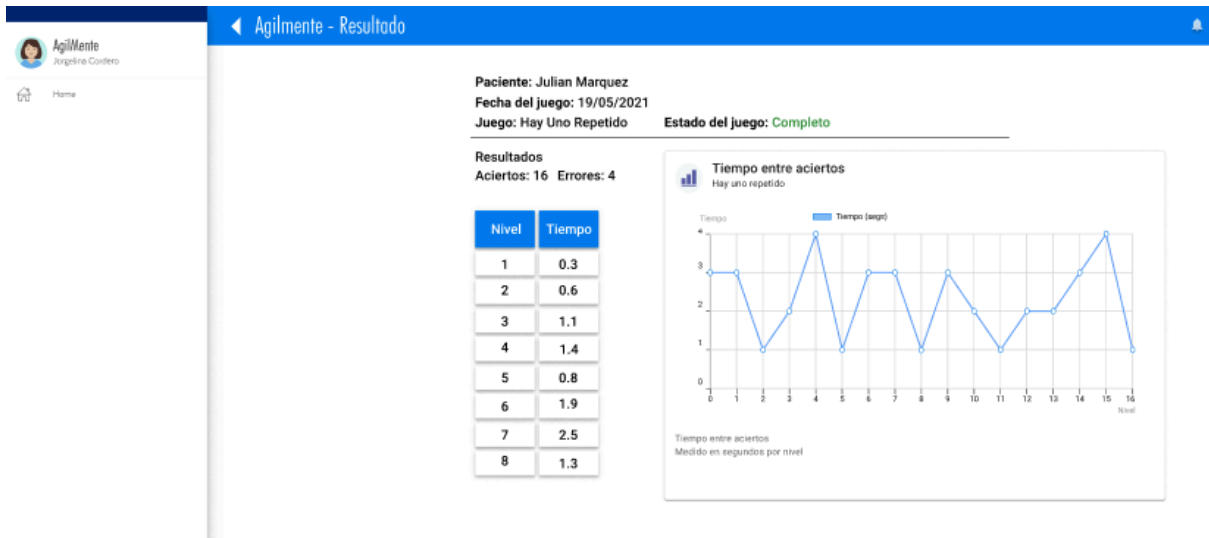 Agilmente - Resultado
AgilMente
Jorgelina Cordero
Home
Paciente: Julian Marquez
Fecha del juego: 19/05/2021
Juego: Hay Uno Repetido Estado del juego: Completo
Resultados
Aciertos: 16 Errores: 4
Nivel Tiempo
1 0.3
2 0.6
3 1.1
4 1.4
5 0.8
6 1.9
7 2.5
8 1.3
Tiempo entre aciertos
Hay uno repetido
Tiempo
Tiempo (segs)
4
3
2
1
0
0 1 2 3 4 5 6 7 8 9 10 11 12 13 14 15 16
Nivel
Tiempo entre aciertos
Medido en segundos por nivel